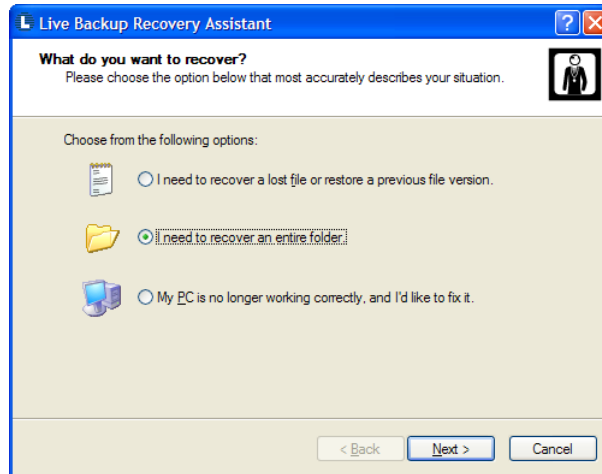 L Live Backup Recovery Assistant
What do you want to recover?
Please choose the option below that most accurately describes your situation.
Choose from the following options:
I need to recover a lost file or restore a previous file version.
I need to recover an entire folder.
My PC is no longer working correctly, and I'd like to fix it.
< Back Next > Cancel